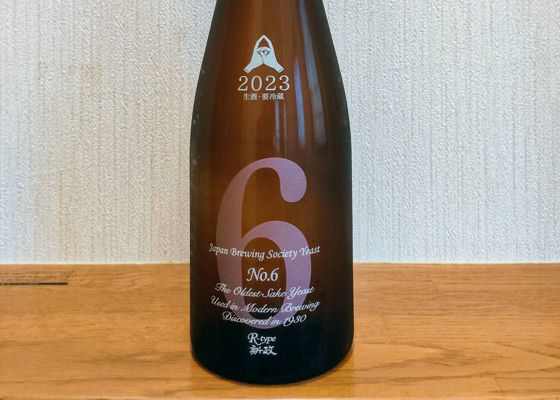 2023
生酒・要冷蔵
6
Japan Brewing Society Yeast
No.6
The Oldest Sake Yeast
Used in Modern Brewing
Discovered in 1930
R-type
新政